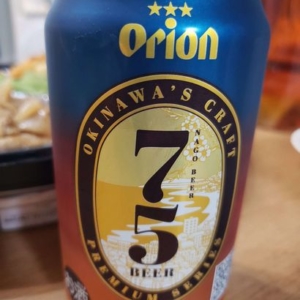 Orion
OKINAWA'S CRAFT
75
NAGO BEER
BEER
PREMIUM SERIES